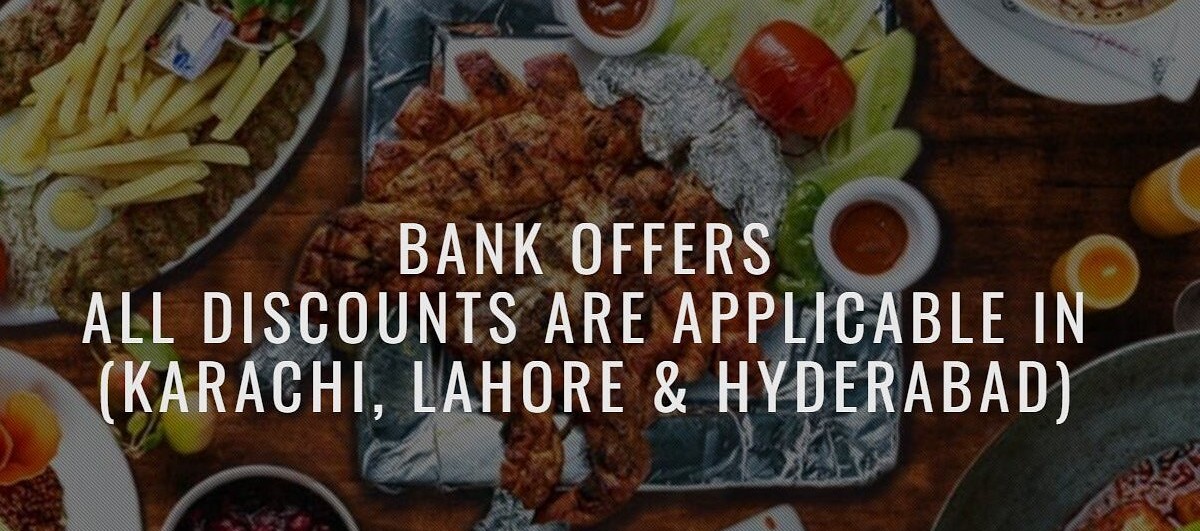 BANK OFFERS
ALL DISCOUNTS ARE APPLICABLE IN
(KARACHI, LAHORE & HYDERABAD)